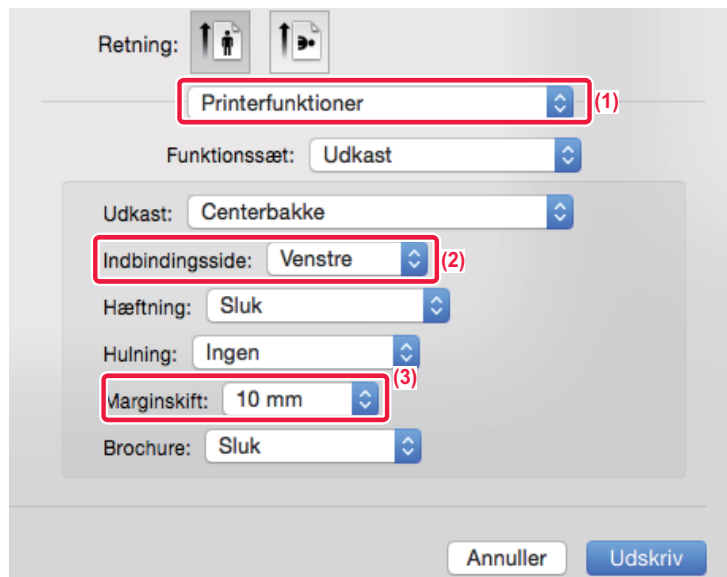 Retning:
Printerfunktioner (1)
Funktionssæt: Udkast
Udkast: Centerbakke
Indbindingsside: Venstre (2)
Hæftning: Sluk
Hulning: Ingen
(3)
Marginskift: 10 mm
Brochure: Sluk
Annuller Udskriv